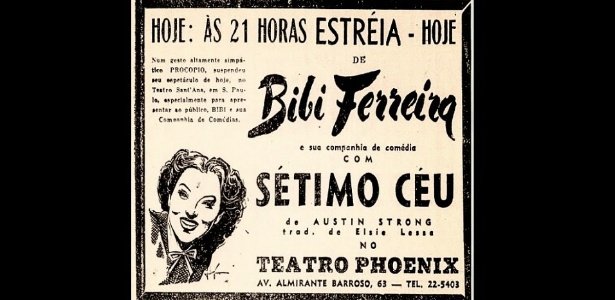 HOJE: ÀS 21 HORAS ESTRÉIA - HOJE
Num gesto altamente simpá-
tico PROCOPIO, suspendeu
seu espetáculo de hoje, no
Teatro Sant'Ana, em S. Pau-
lo, especialmente para apre-
sentar ao público, BIBI e sua
Companhia de Comédias.
DE
Bibi Ferreira
e sua companhia de comédia
COM
SÉTIMO CÉU
de AUSTIN STRONG
trad. de Elsie Lessa
NO
TEATRO PHOENIX
AV. ALMIRANTE BARROSO, 63 — TEL. 22-5403